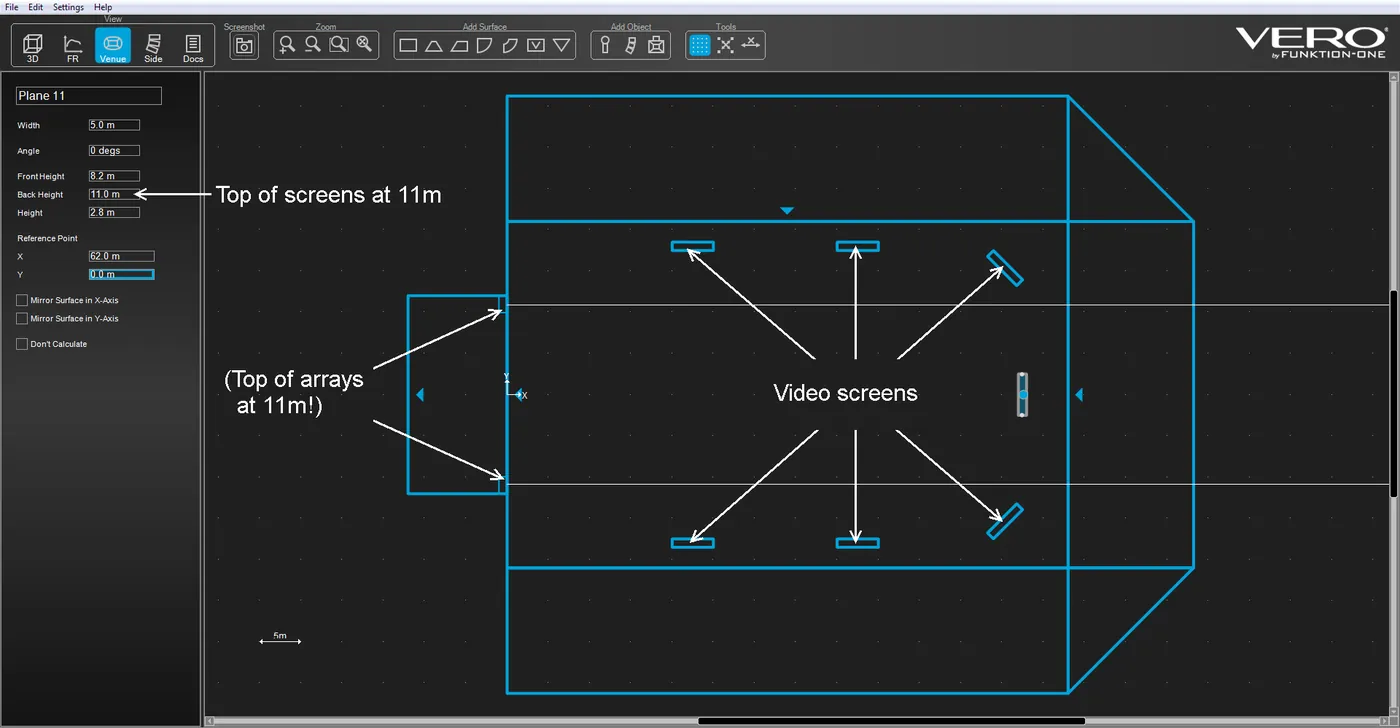 File Edit Settings Help
View
Screenshot
Zoom
Add Surface
Add Object
Tools
3D
FR
Venue
Side
Docs
VERO
by FUNKTION-ONE
Plane 11
Width 5.0 m
Angle 0 degs
Front Height 8.2 m
Back Height 11.0 m
Height 2.8 m
Reference Point
X 62.0 m
Y 0.0 m
Mirror Surface in X-Axis
Mirror Surface in Y-Axis
Don't Calculate
Top of screens at 11m
(Top of arrays
at 11m!)
Y
X
Video screens
5m